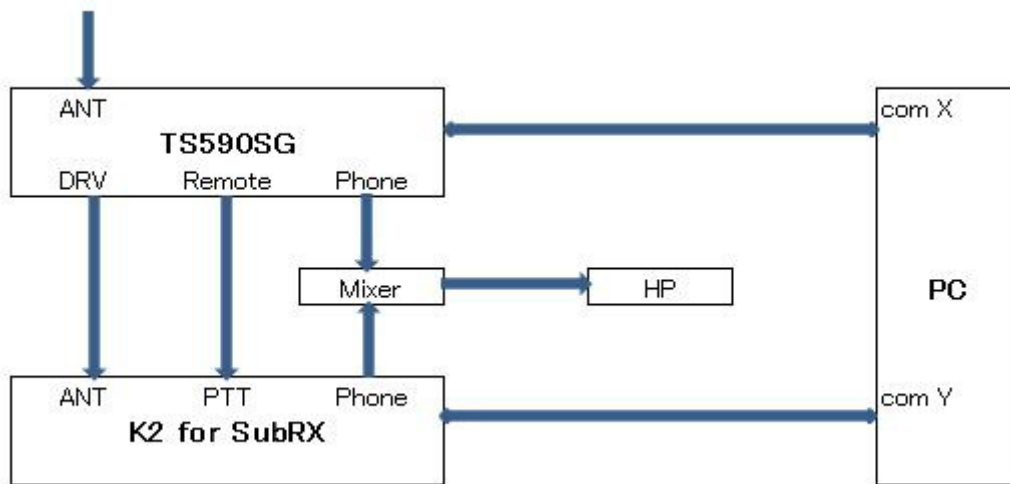 ANT
TS590SG
DRV Remote Phone
com X
Mixer
HP
PC
ANT PTT Phone
K2 for SubRX
com Y